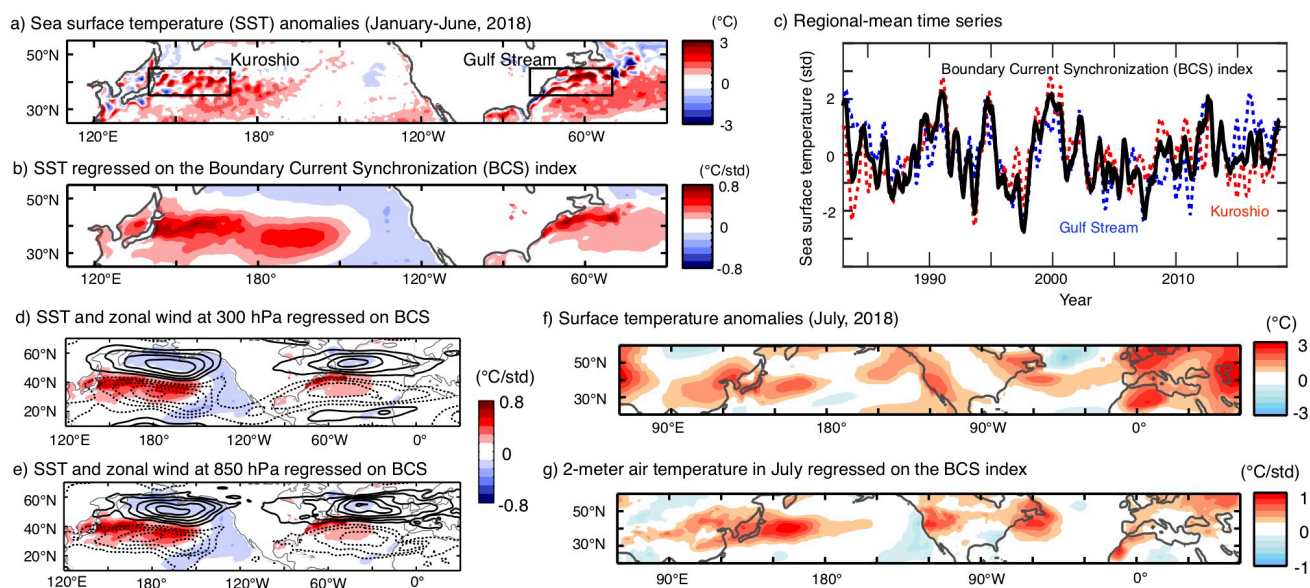 a) Sea surface temperature (SST) anomalies (January-June, 2018)
(°C)
50°N
30°N
Kuroshio
Gulf Stream
120°E
180°
120°W
60°W
3
0
-3
b) SST regressed on the Boundary Current Synchronization (BCS) index
(°C/std)
50°N
30°N
120°E
180°
120°W
60°W
0.8
0
-0.8
c) Regional-mean time series
Sea surface temperature (std)
2
0
-2
Boundary Current Synchronization (BCS) index
Kuroshio
Gulf Stream
1990
2000
2010
Year
d) SST and zonal wind at 300 hPa regressed on BCS
60°N
40°N
20°N
120°E
180°
120°W
60°W
0°
(°C/std)
0.8
0
-0.8
e) SST and zonal wind at 850 hPa regressed on BCS
60°N
40°N
20°N
120°E
180°
120°W
60°W
0°
f) Surface temperature anomalies (July, 2018)
(°C)
50°N
30°N
90°E
180°
90°W
0°
3
0
-3
g) 2-meter air temperature in July regressed on the BCS index
(°C/std)
50°N
30°N
90°E
180°
90°W
0°
1
0
-1